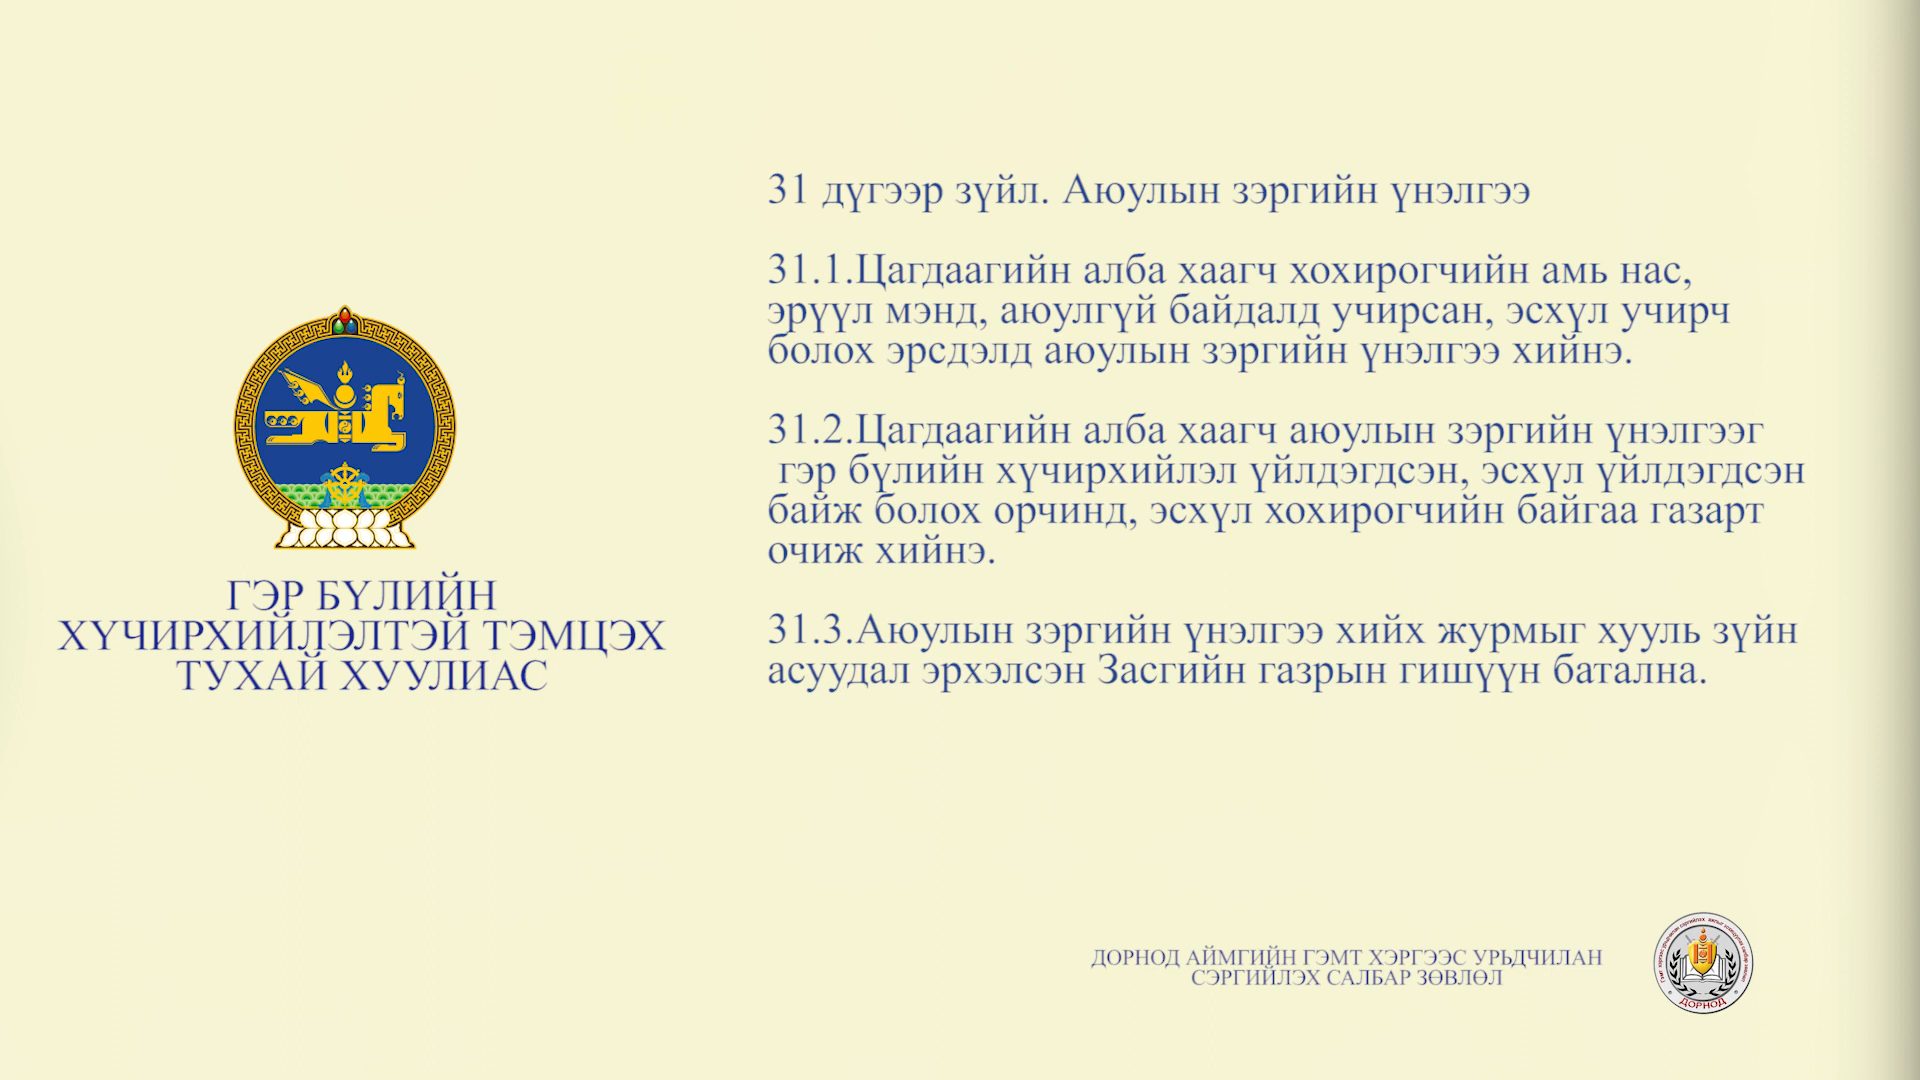 ГЭР БҮЛИЙН
ХҮЧИРХИЙЛЭЛТЭЙ ТЭМЦЭХ
ТУХАЙ ХУУЛИАС
31 дүгээр зүйл. Аюулын зэргийн үнэлгээ
31.1.Цагдаагийн алба хаагч хохирогчийн амь нас,
эрүүл мэнд, аюулгүй байдалд учирсан, эсхүл учирч
болох эрсдэлд аюулын зэргийн үнэлгээ хийнэ.
31.2.Цагдаагийн алба хаагч аюулын зэргийн үнэлгээг
гэр бүлийн хүчирхийлэл үйлдэгдсэн, эсхүл үйлдэгдсэн
байж болох орчинд, эсхүл хохирогчийн байгаа газарт
очиж хийнэ.
31.3.Аюулын зэргийн үнэлгээ хийх журмыг хууль зүйн
асуудал эрхэлсэн Засгийн газрын гишүүн батална.
ДОРНОД АЙМГИЙН ГЭМТ ХЭРГЭЭС УРЬДЧИЛАН
СЭРГИЙЛЭХ САЛБАР ЗӨВЛӨЛ
ДОРНОД